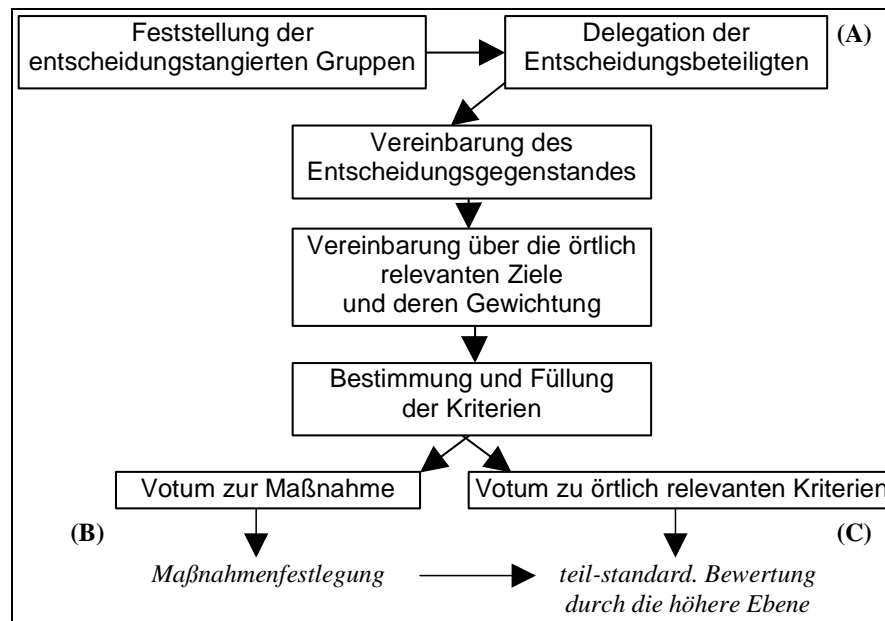 Feststellung der
entscheidungstangierten Gruppen
Delegation der
Entscheidungsbeteiligten
(A)
Vereinbarung des
Entscheidungsgegenstandes
Vereinbarung über die örtlich
relevanten Ziele
und deren Gewichtung
Bestimmung und Füllung
der Kriterien
Votum zur Maßnahme
Votum zu örtlich relevanten Kriterien
(B)
(C)
Maßnahmenfestlegung
teil-standard. Bewertung
durch die höhere Ebene